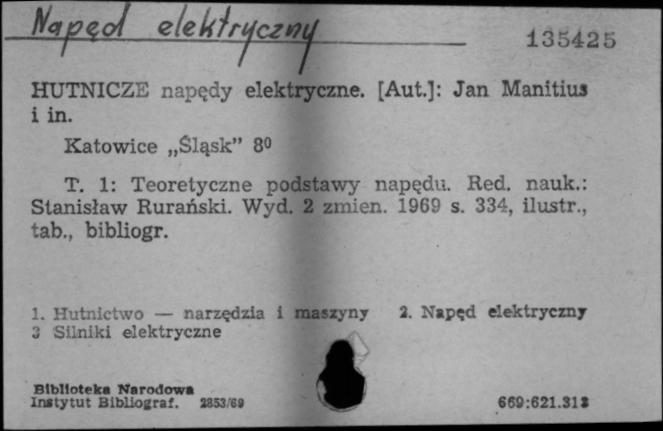 Napęd elektryczny
135425
HUTNICZE napędy elektryczne. [Aut.]: Jan Manitius
i in.
Katowice „Śląsk” 8⁰
T. 1: Teoretyczne podstawy napędu. Red. nauk.:
Stanisław Rurański. Wyd. 2 zmien. 1969 s. 334, ilustr.,
tab., bibliogr.
1. Hutnictwo — narzędzia i maszyny 2. Napęd elektryczny
3 Silniki elektryczne
Biblioteka Narodowa
Instytut Bibliograf. 2853/69
669:621.313